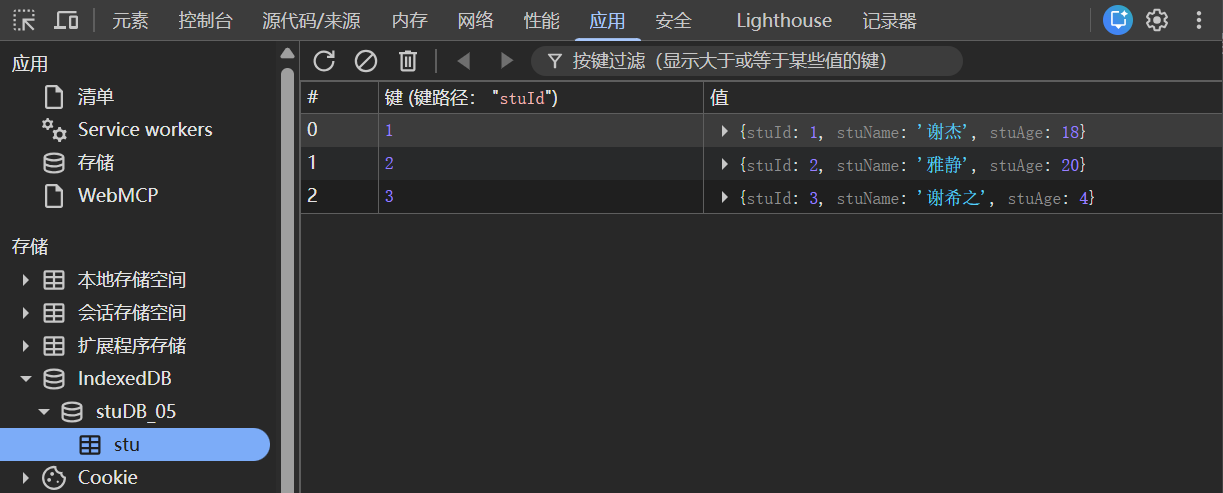 元素 控制台 源代码/来源 内存 网络 性能 应用 安全 Lighthouse 记录器
应用
清单
Service workers
存储
WebMCP
存储
本地存储空间
会话存储空间
扩展程序存储
IndexedDB
stuDB_05
stu
Cookie
按键过滤（显示大于或等于某些值的键）
# 键 (键路径： "stuId") 值
0 1 {stuId: 1, stuName: '谢杰', stuAge: 18}
1 2 {stuId: 2, stuName: '雅静', stuAge: 20}
2 3 {stuId: 3, stuName: '谢希之', stuAge: 4}